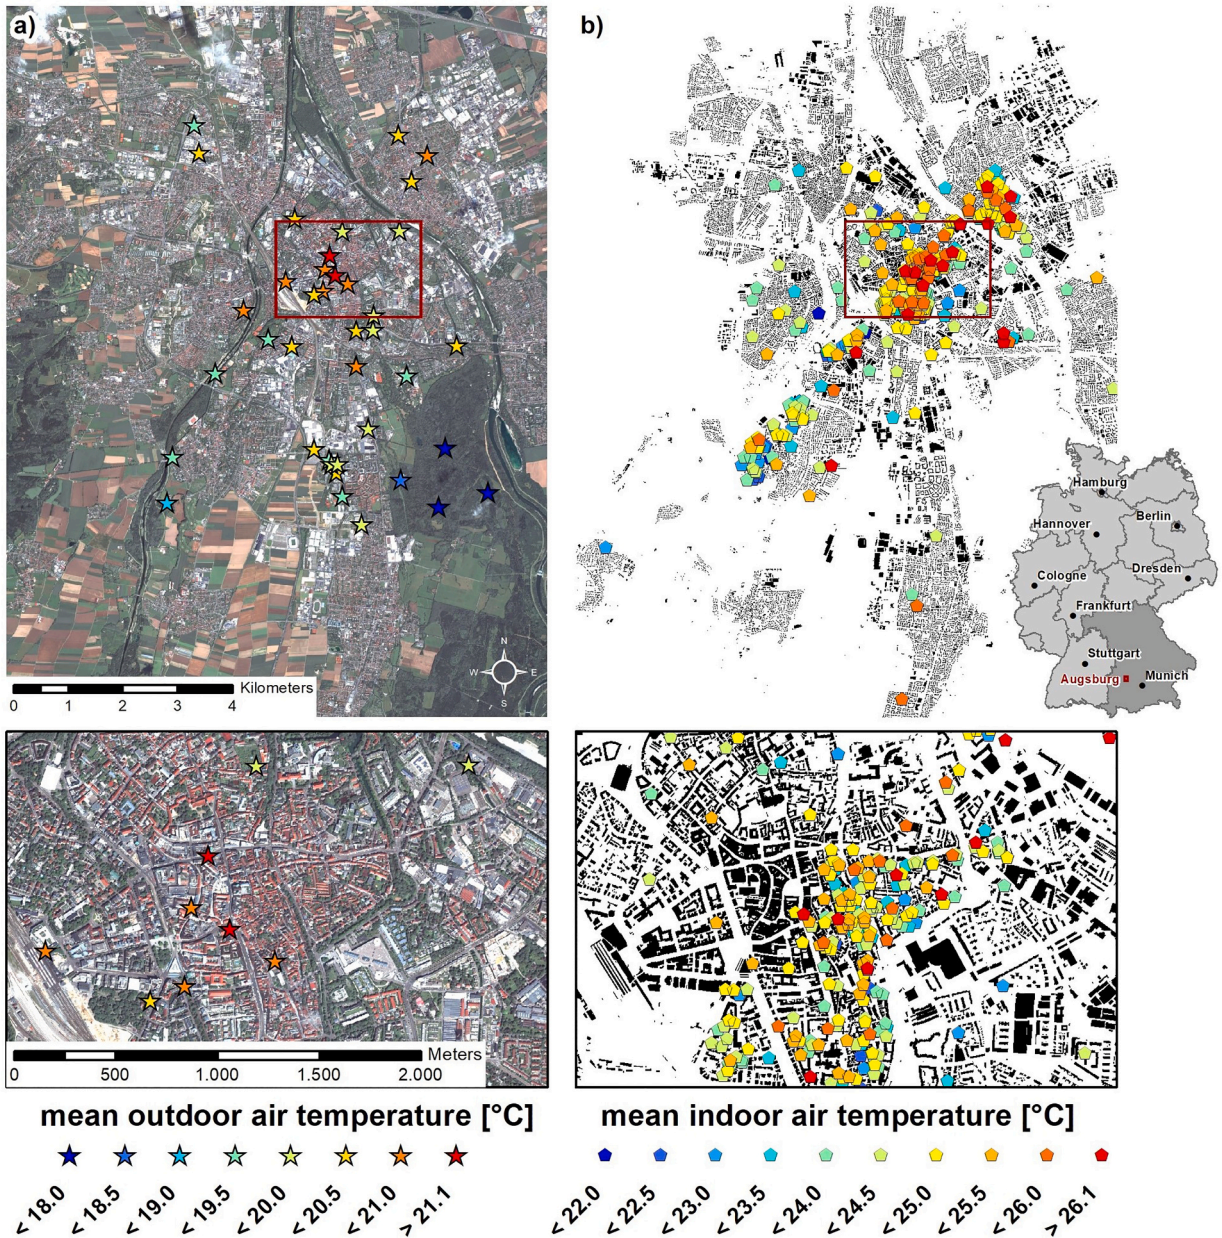 a)
b)
N
W
E
S
0 1 2 3 4 Kilometers
Hamburg
Berlin
Hannover
Dresden
Cologne
Frankfurt
Stuttgart
Augsburg
Munich
Meters
0 500 1.000 1.500 2.000
mean outdoor air temperature [°C]
< 18.0 < 18.5 < 19.0 < 19.5 < 20.0 < 20.5 < 21.0 > 21.1
mean indoor air temperature [°C]
< 22.0 < 22.5 < 23.0 < 23.5 < 24.0 < 24.5 < 25.0 < 25.5 < 26.0 > 26.1